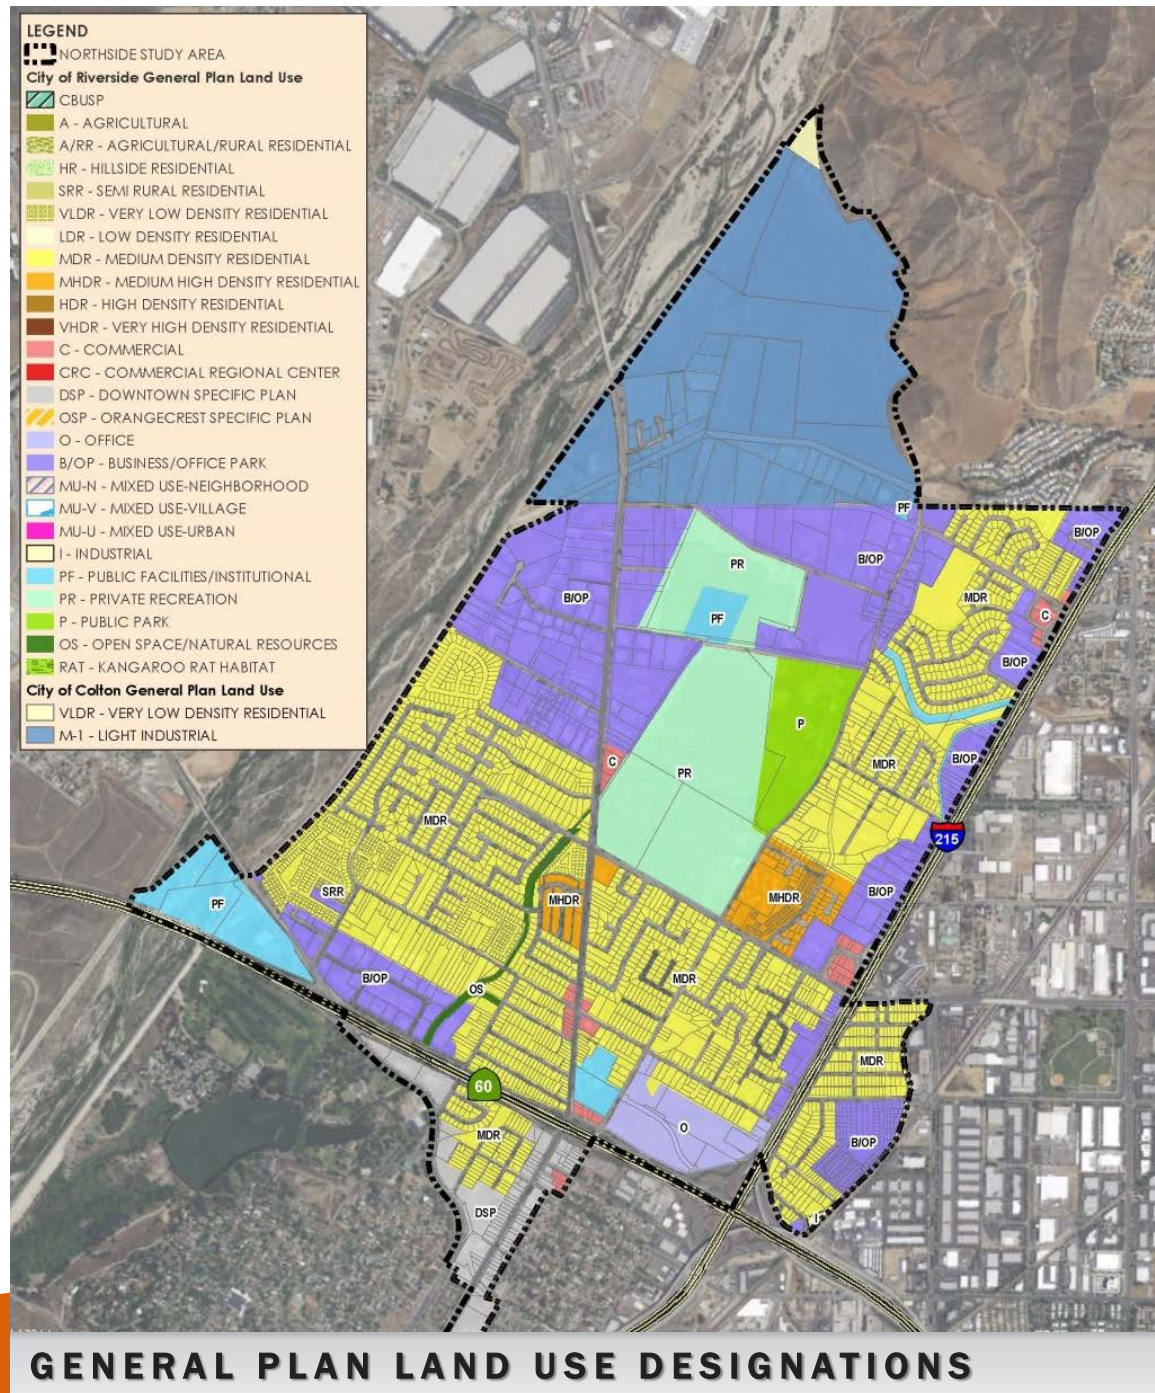 LEGEND
NORTHSIDE STUDY AREA
City of Riverside General Plan Land Use
CBUSP
A - AGRICULTURAL
A/RR - AGRICULTURAL/RURAL RESIDENTIAL
HR - HILLSIDE RESIDENTIAL
SRR - SEMI RURAL RESIDENTIAL
VLDR - VERY LOW DENSITY RESIDENTIAL
LDR - LOW DENSITY RESIDENTIAL
MDR - MEDIUM DENSITY RESIDENTIAL
MHDR - MEDIUM HIGH DENSITY RESIDENTIAL
HDR - HIGH DENSITY RESIDENTIAL
VHDR - VERY HIGH DENSITY RESIDENTIAL
C - COMMERCIAL
CRC - COMMERCIAL REGIONAL CENTER
DSP - DOWNTOWN SPECIFIC PLAN
OSP - ORANGECREST SPECIFIC PLAN
O - OFFICE
B/OP - BUSINESS/OFFICE PARK
MU-N - MIXED USE-NEIGHBORHOOD
MU-V - MIXED USE-VILLAGE
MU-U - MIXED USE-URBAN
I - INDUSTRIAL
PF - PUBLIC FACILITIES/INSTITUTIONAL
PR - PRIVATE RECREATION
P - PUBLIC PARK
OS - OPEN SPACE/NATURAL RESOURCES
RAT - KANGAROO RAT HABITAT
City of Colton General Plan Land Use
VLDR - VERY LOW DENSITY RESIDENTIAL
M-1 - LIGHT INDUSTRIAL
PF
B/OP
B/OP
PR
B/OP
MDR
C
PF
B/OP
P
B/OP
MDR
C
PR
MDR
215
SRR
MHDR
MHDR
B/OP
PF
B/OP
OS
MDR
MDR
60
O
MDR
B/OP
DSP
I
GENERAL PLAN LAND USE DESIGNATIONS